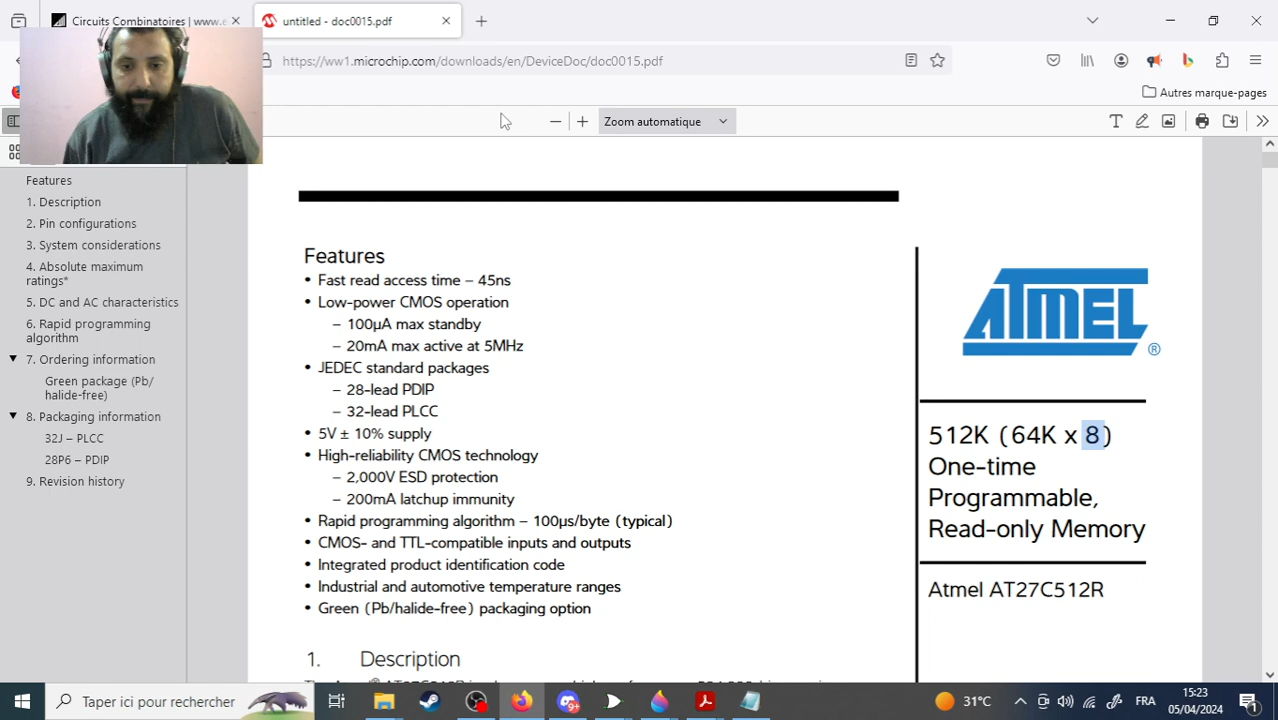 Circuits Combinatoires | www.e
untitled - doc0015.pdf
https://ww1.microchip.com/downloads/en/DeviceDoc/doc0015.pdf
Autres marque-pages
Zoom automatique
Features
1. Description
2. Pin configurations
3. System considerations
4. Absolute maximum
ratings*
5. DC and AC characteristics
6. Rapid programming
algorithm
7. Ordering information
Green package (Pb/
halide-free)
8. Packaging information
32J – PLCC
28P6 – PDIP
9. Revision history
Features
• Fast read access time – 45ns
• Low-power CMOS operation
– 100µA max standby
– 20mA max active at 5MHz
• JEDEC standard packages
– 28-lead PDIP
– 32-lead PLCC
• 5V ± 10% supply
• High-reliability CMOS technology
– 2,000V ESD protection
– 200mA latchup immunity
• Rapid programming algorithm – 100µs/byte (typical)
• CMOS- and TTL-compatible inputs and outputs
• Integrated product identification code
• Industrial and automotive temperature ranges
• Green (Pb/halide-free) packaging option
1. Description
ATMEL ®
512K (64K x 8)
One-time
Programmable,
Read-only Memory
Atmel AT27C512R
Taper ici pour rechercher
9+
31°C
FRA
15:23
05/04/2024
1